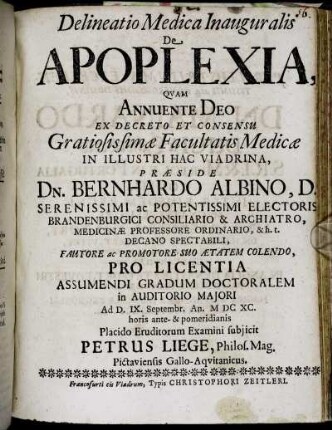 56.
Delineatio Medica Inauguralis
De
APOPLEXIA,
QVAM
ANNUENTE DEO
EX DECRETO ET CONSENSU
Gratiosissimæ Facultatis Medicæ
IN ILLUSTRI HAC VIADRINA,
PRÆSIDE
DN. BERNHARDO ALBINO, D.
SERENISSIMI ac POTENTISSIMI ELECTORIS
BRANDENBURGICI CONSILIARIO & ARCHIATRO,
MEDICINÆ PROFESSORE ORDINARIO, & h. t.
DECANO SPECTABILI,
FAUTORE ac PROMOTORE SUO ÆTATEM COLENDO,
PRO LICENTIA
ASSUMENDI GRADUM DOCTORALEM
in AUDITORIO MAJORI
Ad D. IX. Septembr. An. M DC XC.
horis ante- & pomeridianis
Placido Eruditorum Examini subjicit
PETRUS LIEGE, Philos. Mag.
Pictaviensis Gallo-Aqvitanicus.
Francofurti cis Viadrum, Typis CHRISTOPHORI ZEITLERI.